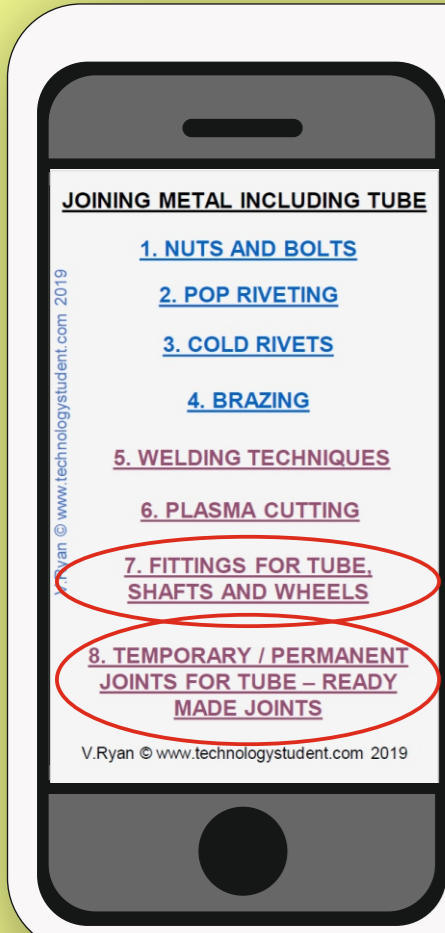 JOINING METAL INCLUDING TUBE
1. NUTS AND BOLTS
2. POP RIVETING
3. COLD RIVETS
4. BRAZING
5. WELDING TECHNIQUES
6. PLASMA CUTTING
7. FITTINGS FOR TUBE,
SHAFTS AND WHEELS
8. TEMPORARY / PERMANENT
JOINTS FOR TUBE – READY
MADE JOINTS
V.Ryan © www.technologystudent.com 2019
V.Ryan © www.technologystudent.com 2019